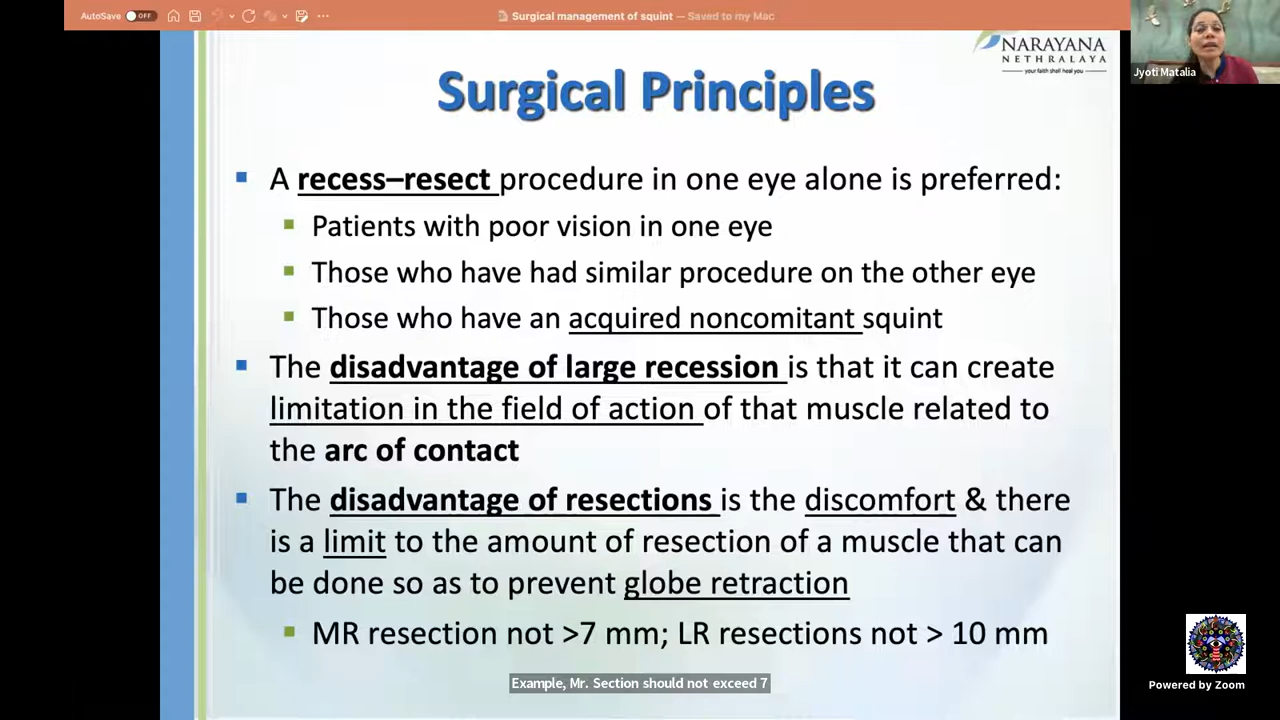 AutoSave OFF
Surgical management of squint — Saved to my Mac
NARAYANA
NETHRALAYA
your faith shall heal you
Jyoti Matalia
Surgical Principles
A recess–resect procedure in one eye alone is preferred:
Patients with poor vision in one eye
Those who have had similar procedure on the other eye
Those who have an acquired noncomitant squint
The disadvantage of large recession is that it can create
limitation in the field of action of that muscle related to
the arc of contact
The disadvantage of resections is the discomfort & there
is a limit to the amount of resection of a muscle that can
be done so as to prevent globe retraction
MR resection not >7 mm; LR resections not > 10 mm
Example, Mr. Section should not exceed 7
Powered by Zoom